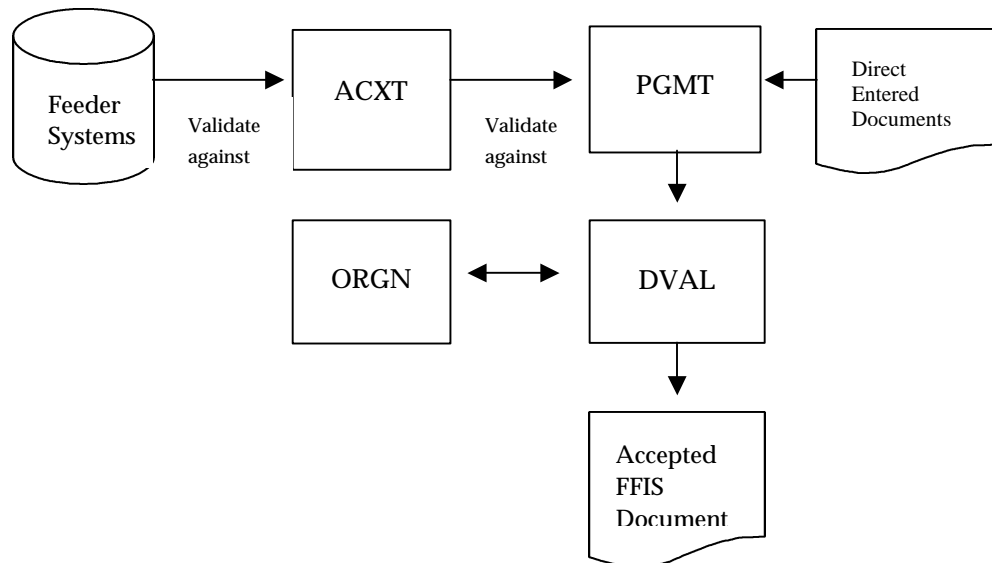 Feeder
Systems
Validate
against
ACXT
Validate
against
PGMT
Direct
Entered
Documents
ORGN
DVAL
Accepted
FFIS
Document